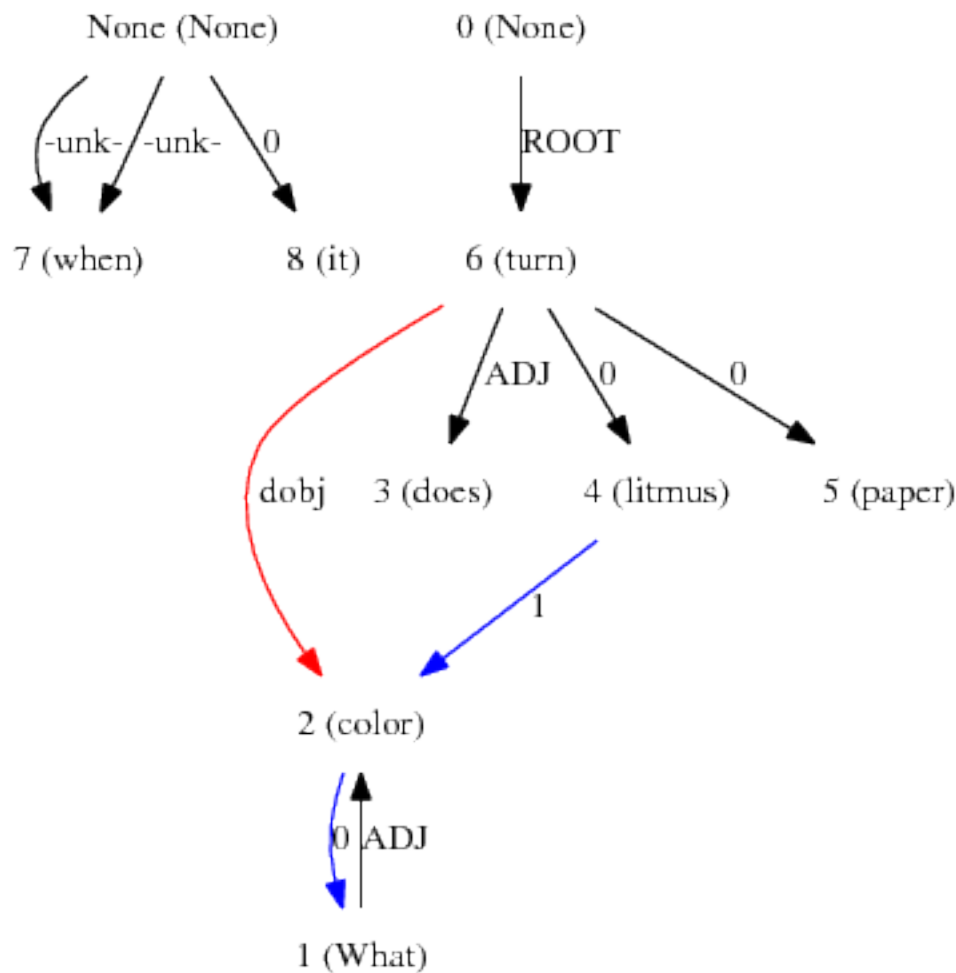 None (None) 0 (None)
-unk- -unk- 0 ROOT
7 (when) 8 (it) 6 (turn)
ADJ 0 0
dobj 3 (does) 4 (litmus) 5 (paper)
1
2 (color)
0 ADJ
1 (What)